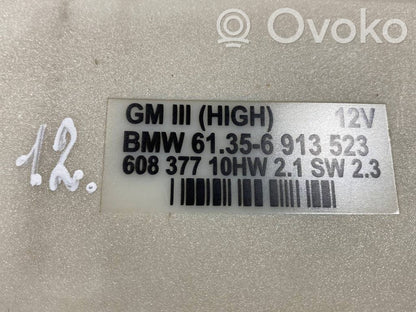 Ovoko
GM III (HIGH) 12V
BMW 61.35-6 913 523
608 377 10HW 2.1 SW 2.3
12.